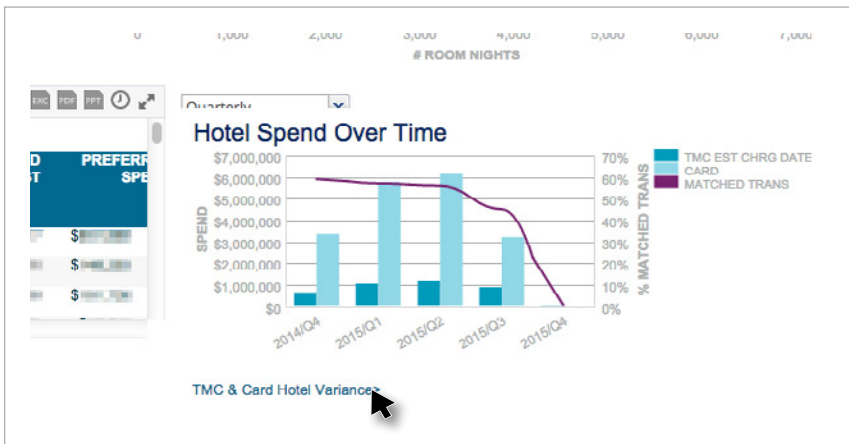 0 1,000 2,000 3,000 4,000 5,000 6,000 7,000
# ROOM NIGHTS
EXC PDF PPT
Quarterly
Hotel Spend Over Time
D PREFERR
ST SPE
$
$
$
$7,000,000
$6,000,000
$5,000,000
$4,000,000
$3,000,000
$2,000,000
$1,000,000
$0
SPEND
2014/Q4 2015/Q1 2015/Q2 2015/Q3 2015/Q4
70%
60%
50%
40%
30%
20%
10%
0%
% MATCHED TRANS
TMC EST CHRG DATE
CARD
MATCHED TRANS
TMC & Card Hotel Variance>